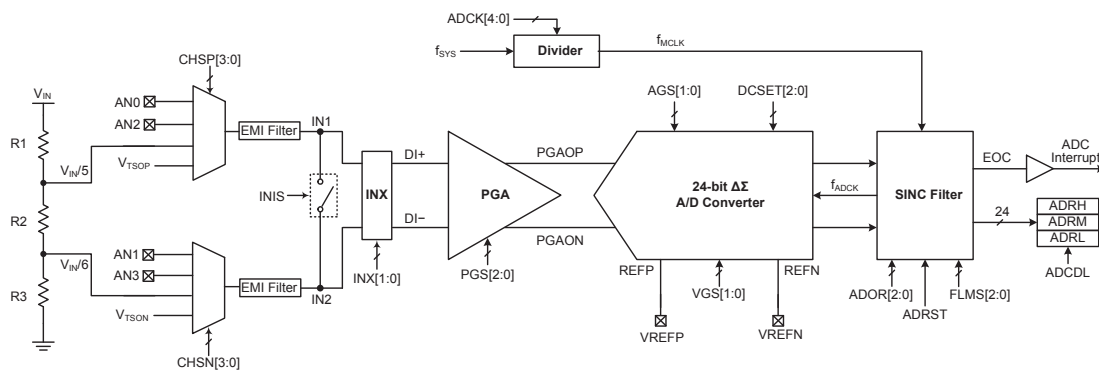 ADCK[4:0]
fSYS
Divider
fMCLK
CHSP[3:0]
VIN
AN0
AN2
R1
VIN/5
VTSOP
EMI Filter
IN1
INIS
R2
AN1
AN3
VIN/6
R3
VTSON
EMI Filter
IN2
CHSN[3:0]
INX
INX[1:0]
DI+
DI−
PGA
PGS[2:0]
PGAOP
PGAON
AGS[1:0]
DCSET[2:0]
24-bit ΔΣ
A/D Converter
REFP
REFN
VGS[1:0]
VREFP
VREFN
fADCK
SINC Filter
ADOR[2:0]
ADRST
FLMS[2:0]
EOC
ADC
Interrupt
24
ADRH
ADRM
ADRL
ADCDL